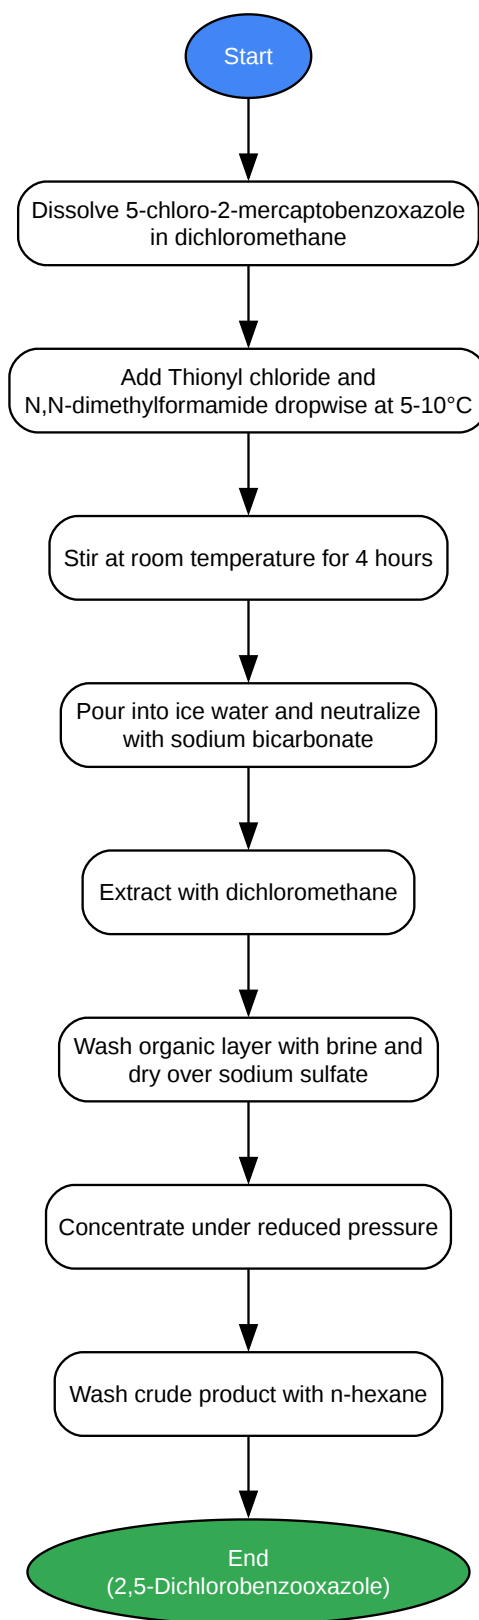 Start
Dissolve 5-chloro-2-mercaptobenzoxazole
in dichloromethane
Add Thionyl chloride and
N,N-dimethylformamide dropwise at 5-10°C
Stir at room temperature for 4 hours
Pour into ice water and neutralize
with sodium bicarbonate
Extract with dichloromethane
Wash organic layer with brine and
dry over sodium sulfate
Concentrate under reduced pressure
Wash crude product with n-hexane
End
(2,5-Dichlorobenzooxazole)